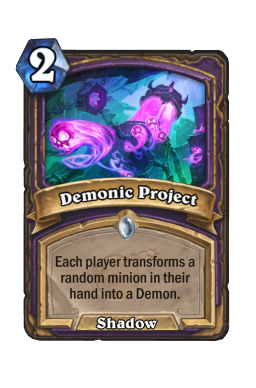 2
Demonic Project
Each player transforms a
random minion in their
hand into a Demon.
Shadow